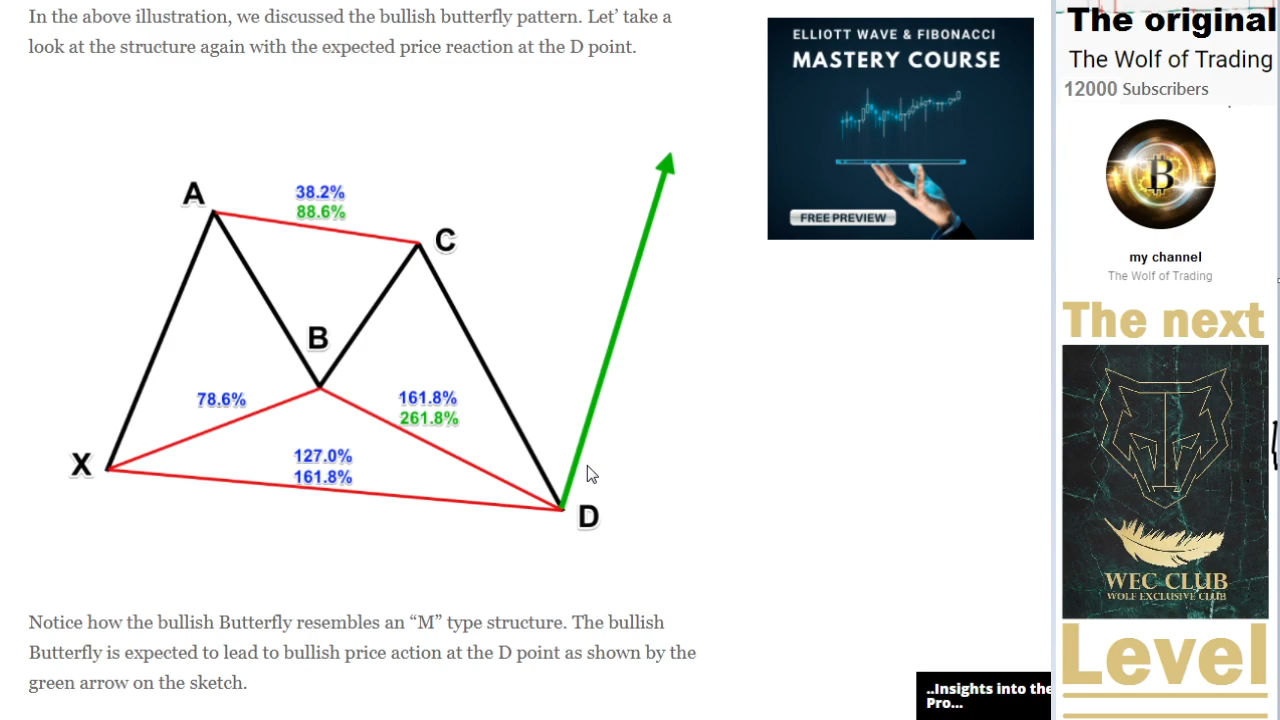 In the above illustration, we discussed the bullish butterfly pattern. Let’ take a
look at the structure again with the expected price reaction at the D point.
A
38.2%
88.6%
C
B
78.6%
161.8%
261.8%
X
127.0%
161.8%
D
Notice how the bullish Butterfly resembles an “M” type structure. The bullish
Butterfly is expected to lead to bullish price action at the D point as shown by the
green arrow on the sketch.
ELLIOTT WAVE & FIBONACCI
MASTERY COURSE
FREE PREVIEW
..Insights into the
Pro...
The original
The Wolf of Trading
12000 Subscribers
B
my channel
The Wolf of Trading
The next
WEC CLUB
WOLF EXCLUSIVE CLUB
Level